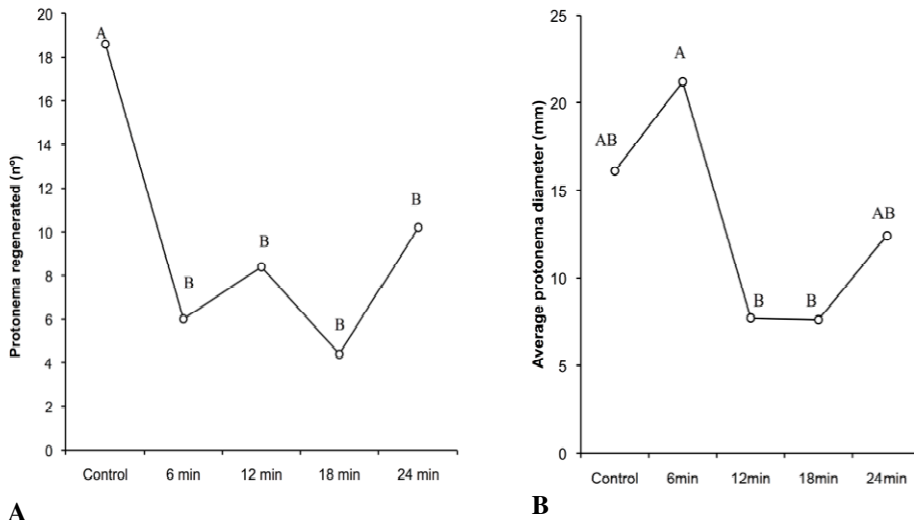 Protonema regenerated (nº)
20
18
16
14
12
10
8
6
4
2
0
A
B
B
B
B
Control 6 min 12 min 18 min 24 min
A
Average protonema diameter (mm)
25
20
15
10
5
0
AB
A
B
B
AB
Control 6min 12min 18min 24min
B